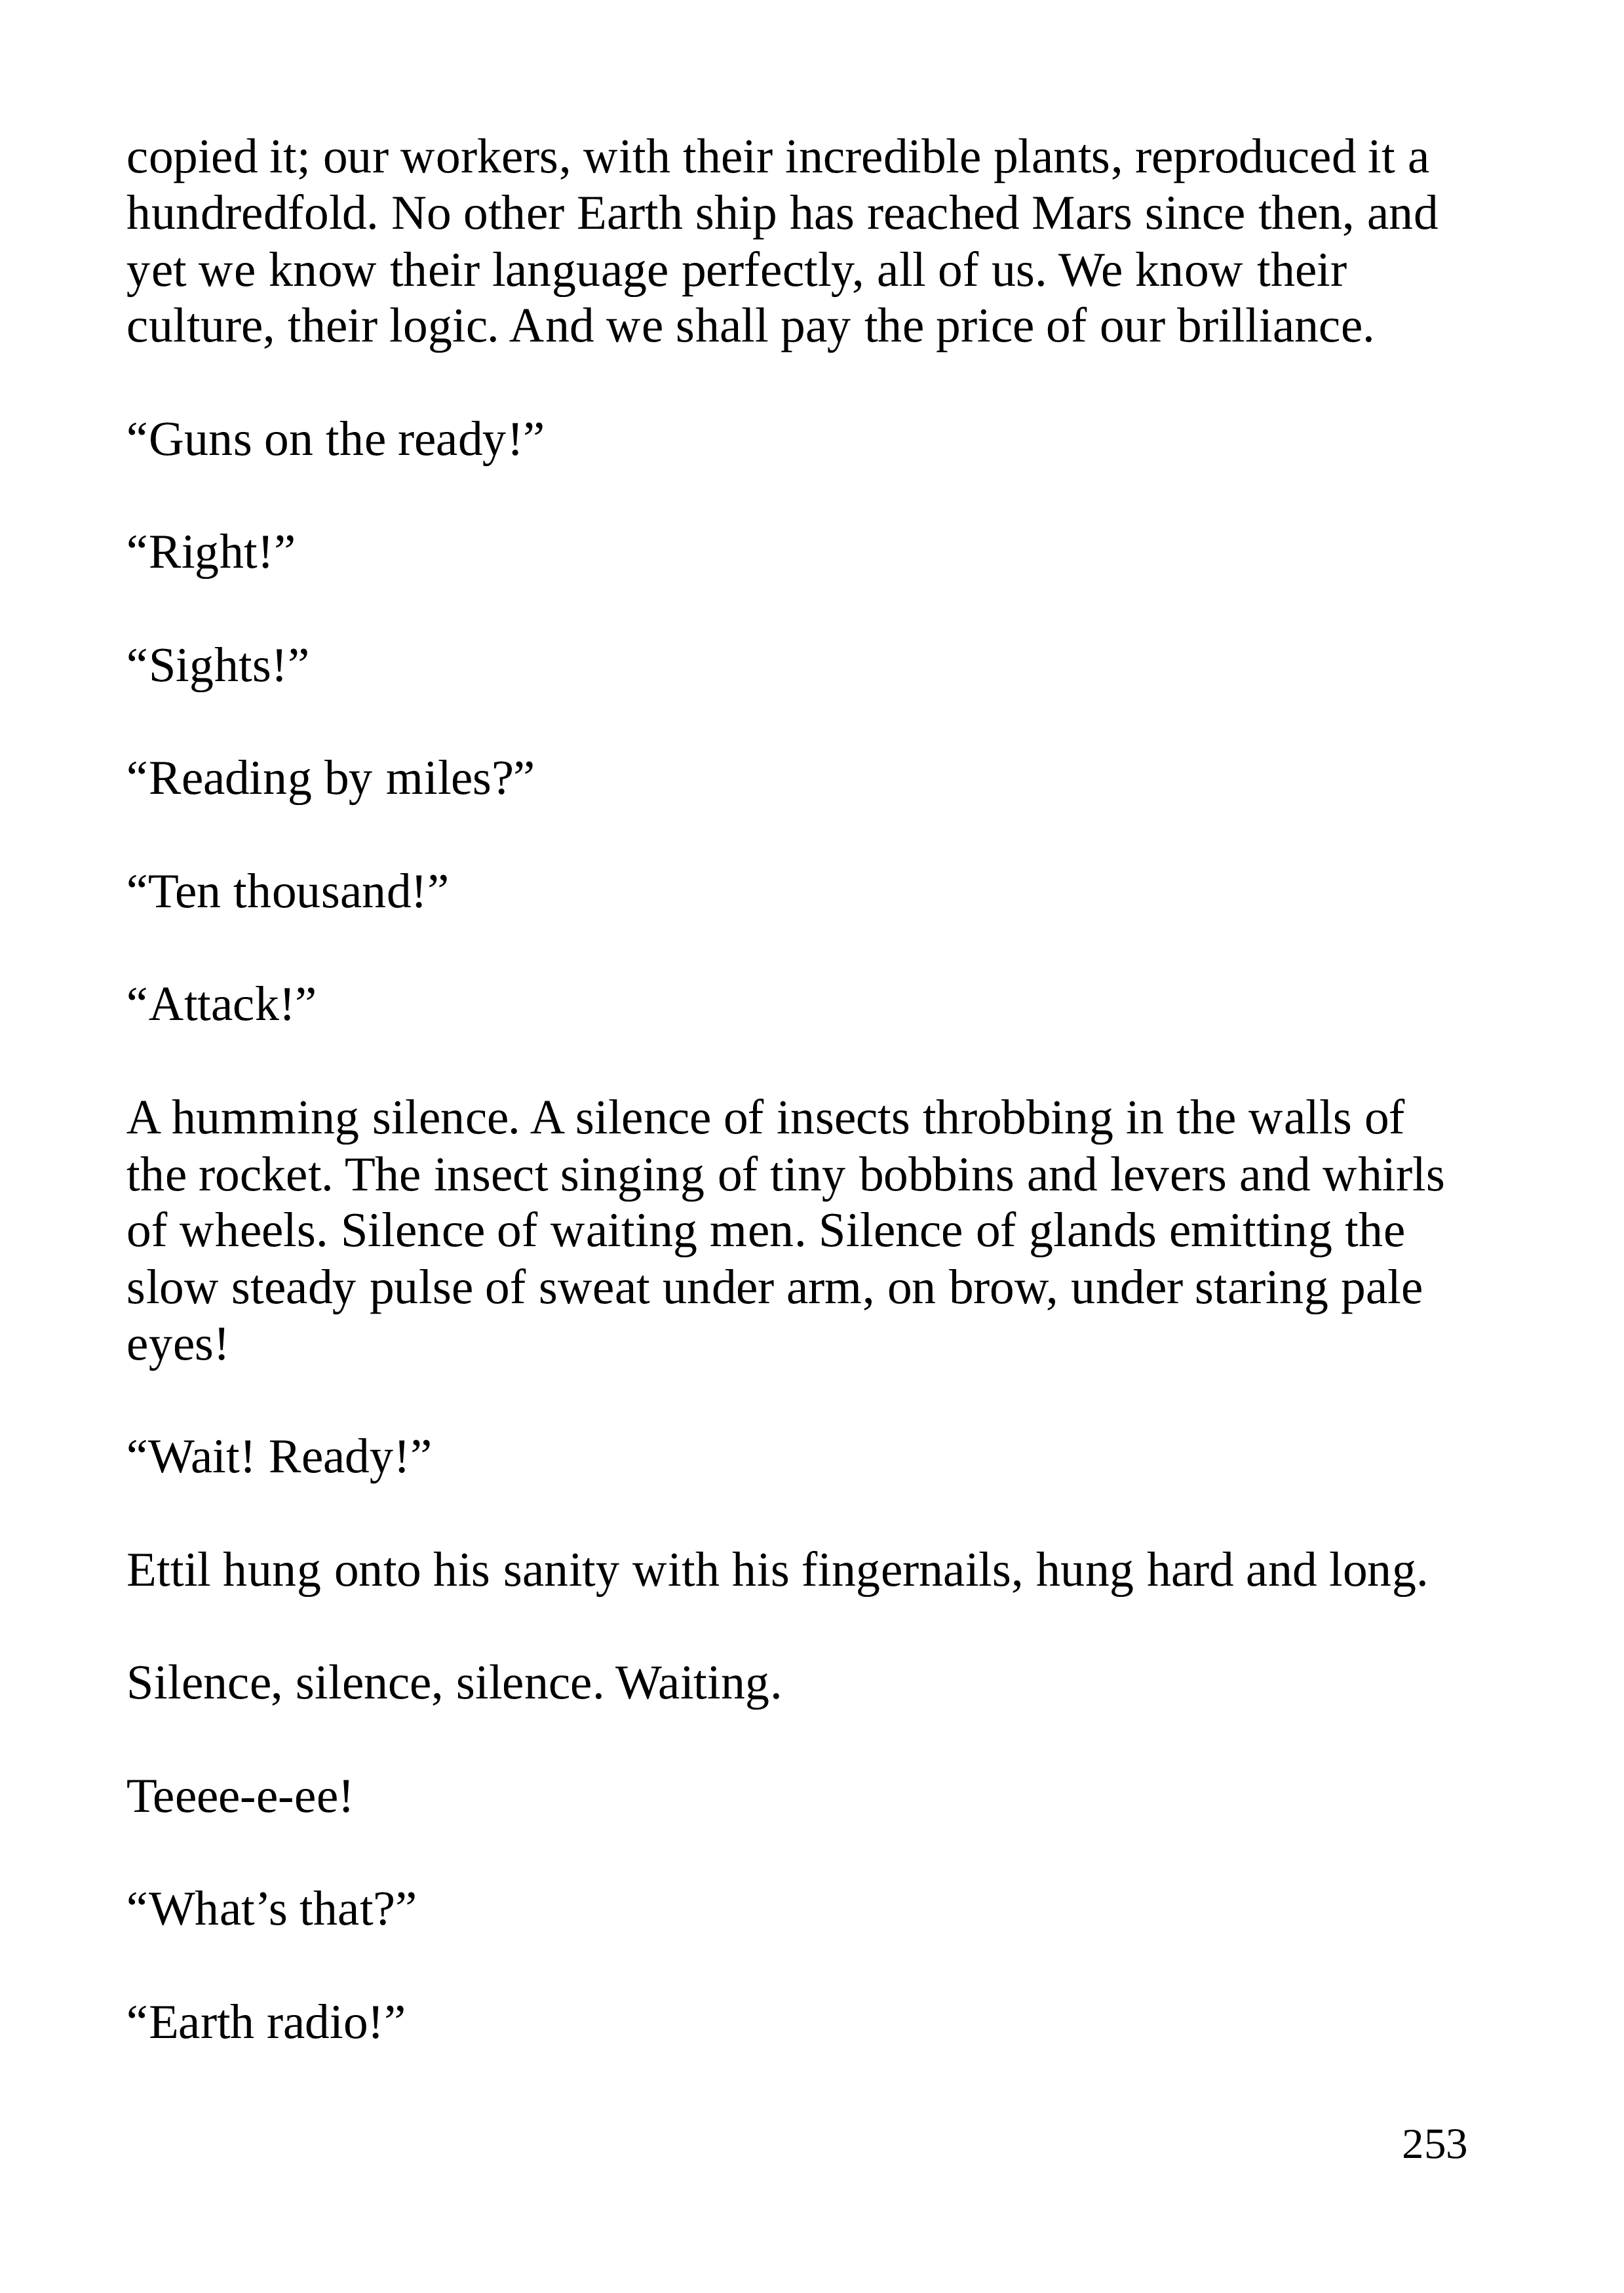 copied it; our workers, with their incredible plants, reproduced it a
hundredfold. No other Earth ship has reached Mars since then, and
yet we know their language perfectly, all of us. We know their
culture, their logic. And we shall pay the price of our brilliance.
“Guns on the ready!”
“Right!”
“Sights!”
“Reading by miles?”
“Ten thousand!”
“Attack!”
A humming silence. A silence of insects throbbing in the walls of
the rocket. The insect singing of tiny bobbins and levers and whirls
of wheels. Silence of waiting men. Silence of glands emitting the
slow steady pulse of sweat under arm, on brow, under staring pale
eyes!
“Wait! Ready!”
Ettil hung onto his sanity with his fingernails, hung hard and long.
Silence, silence, silence. Waiting.
Teeee-e-ee!
“What’s that?”
“Earth radio!”
253